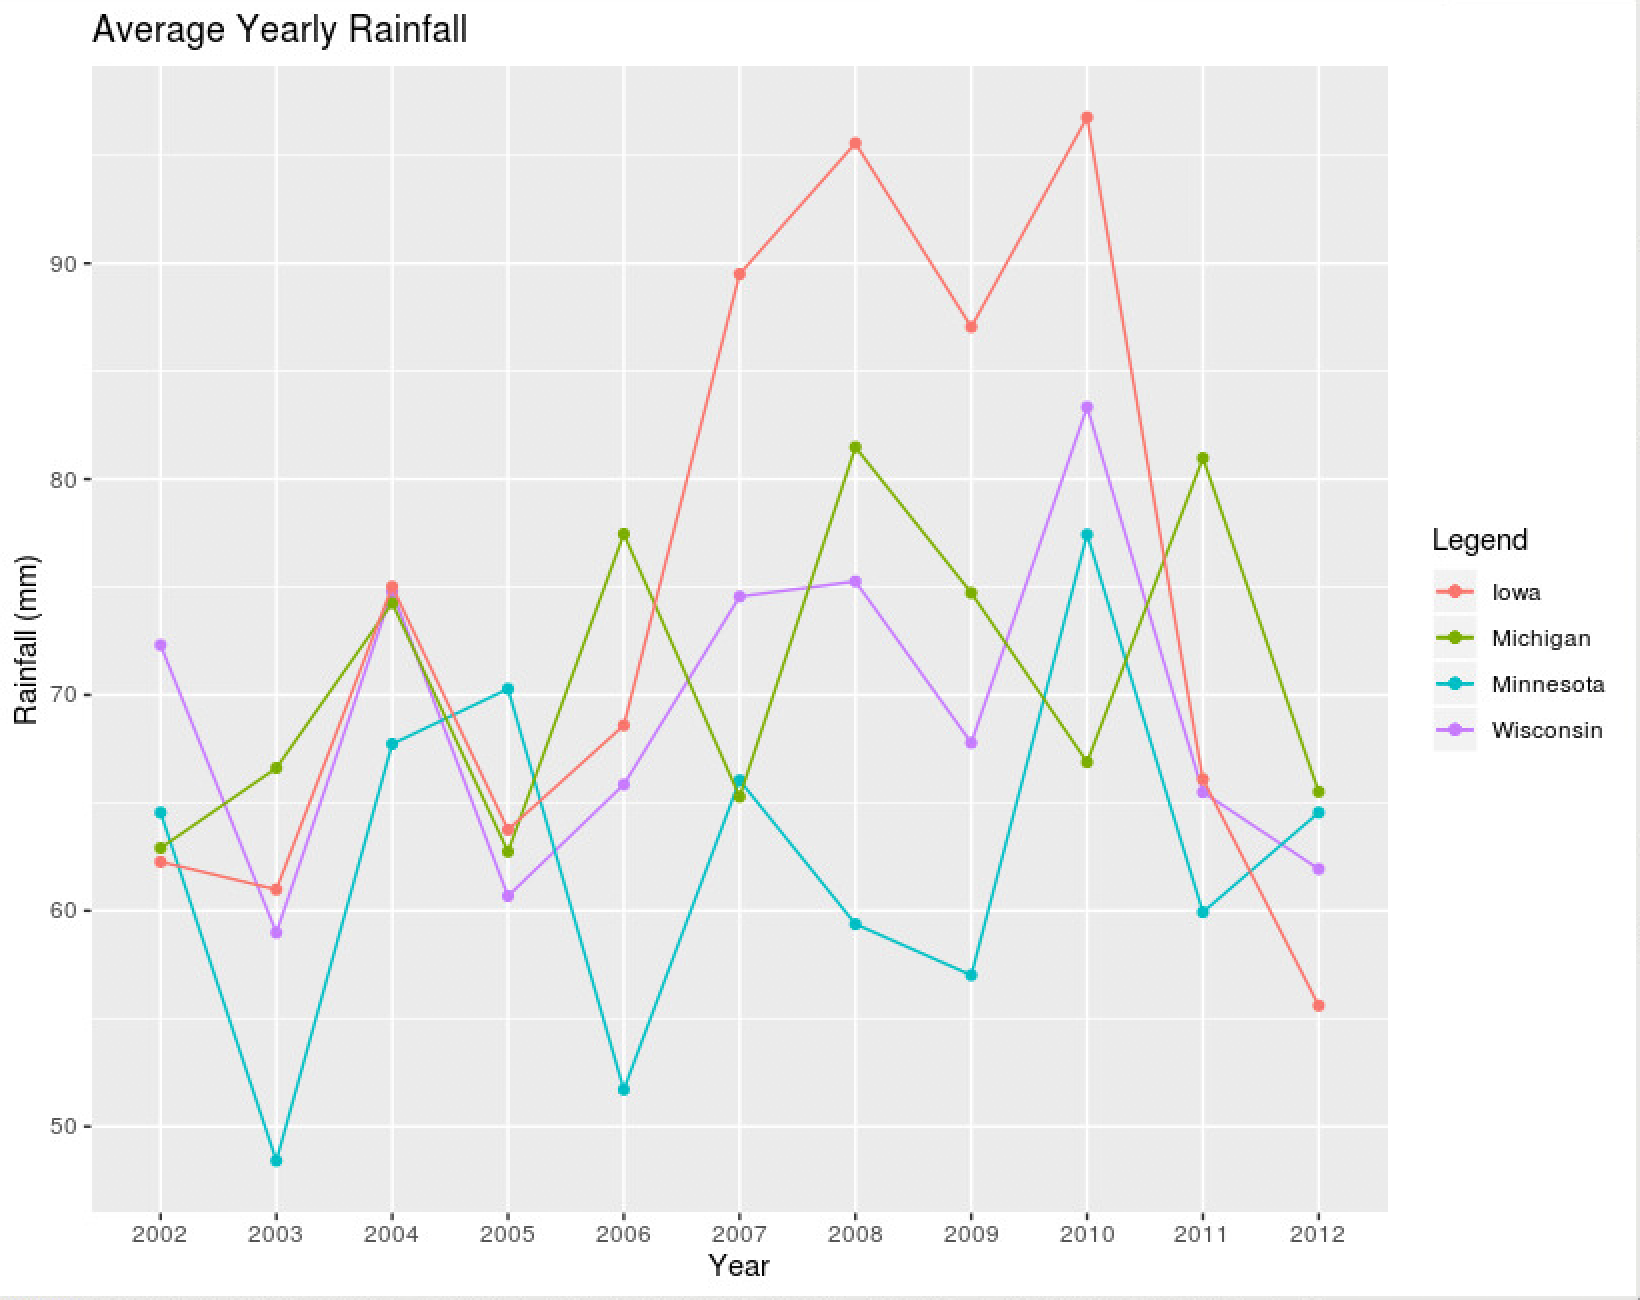 Average Yearly Rainfall
90
80
70
60
50
Rainfall (mm)
2002 2003 2004 2005 2006 2007 2008 2009 2010 2011 2012
Year
Legend
Iowa
Michigan
Minnesota
Wisconsin